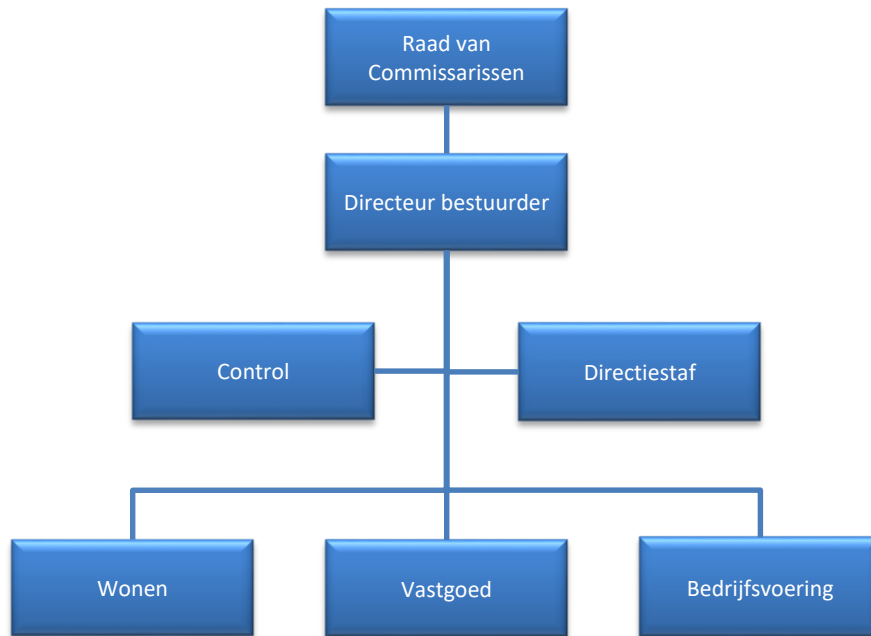 Raad van
Commissarissen
Directeur bestuurder
Control
Directiestaf
Wonen
Vastgoed
Bedrijfsvoering